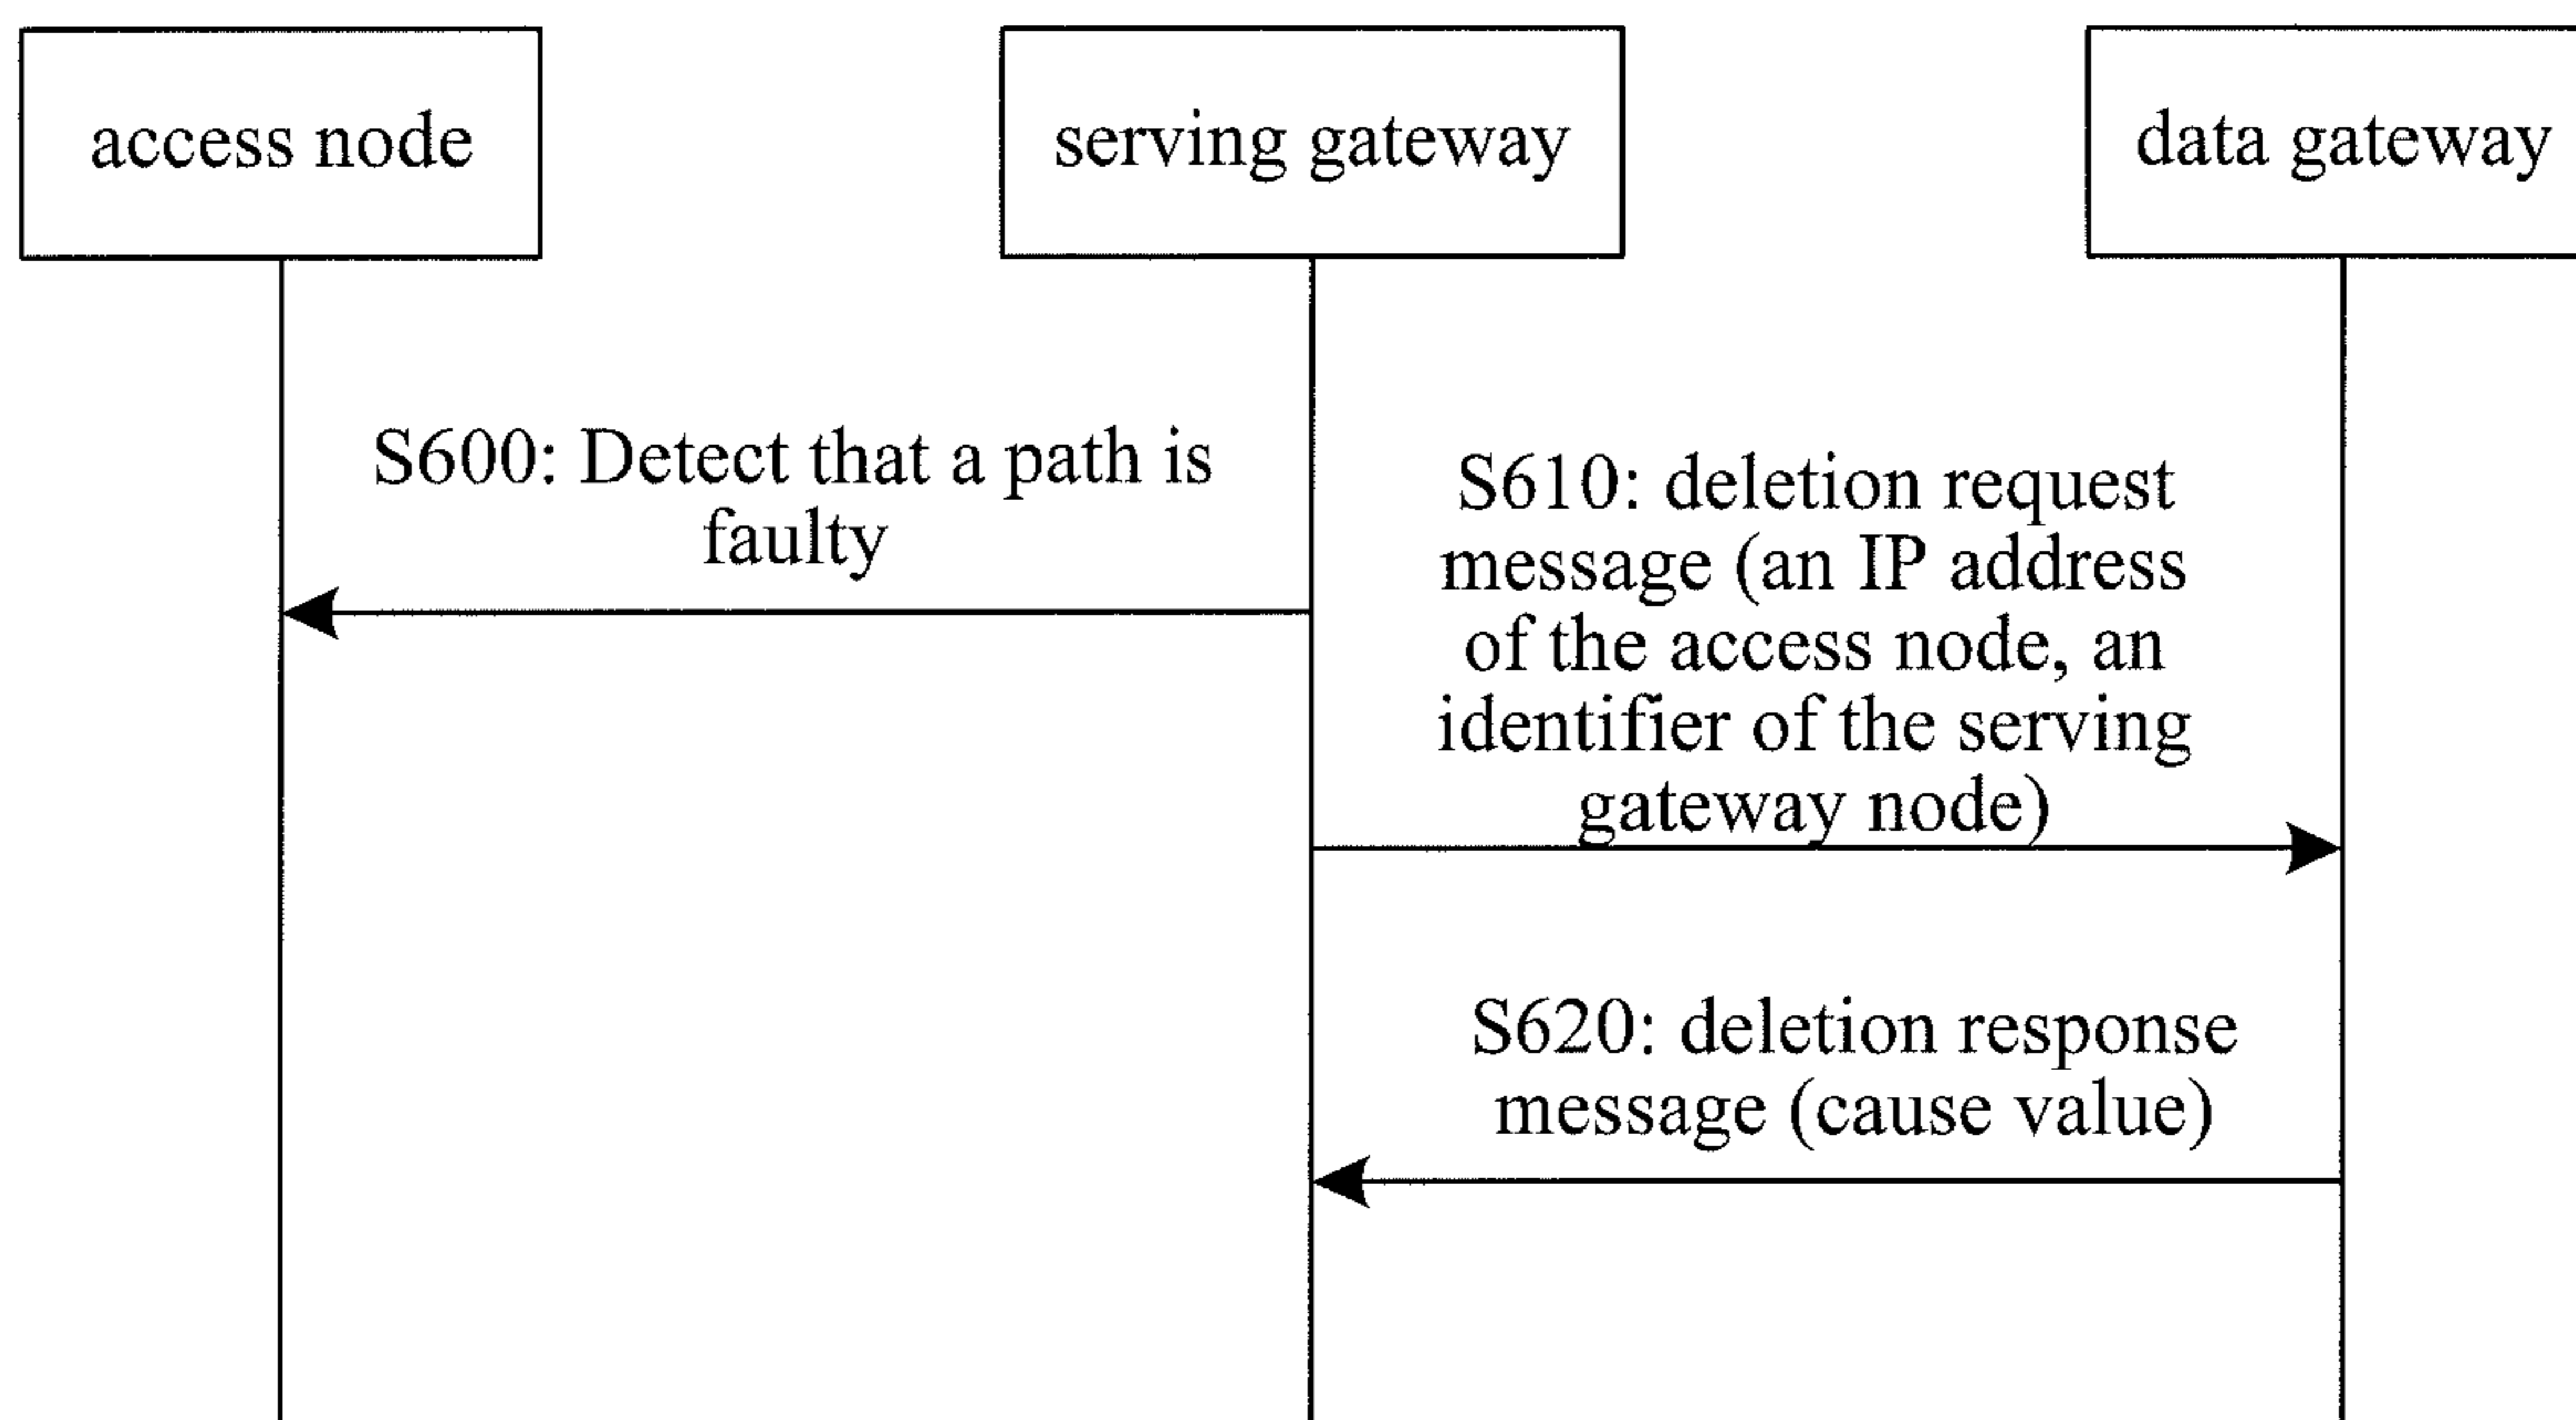 access node
serving gateway
data gateway
S600: Detect that a path is
faulty
S610: deletion request
message (an IP address
of the access node, an
identifier of the serving
gateway node)
S620: deletion response
message (cause value)